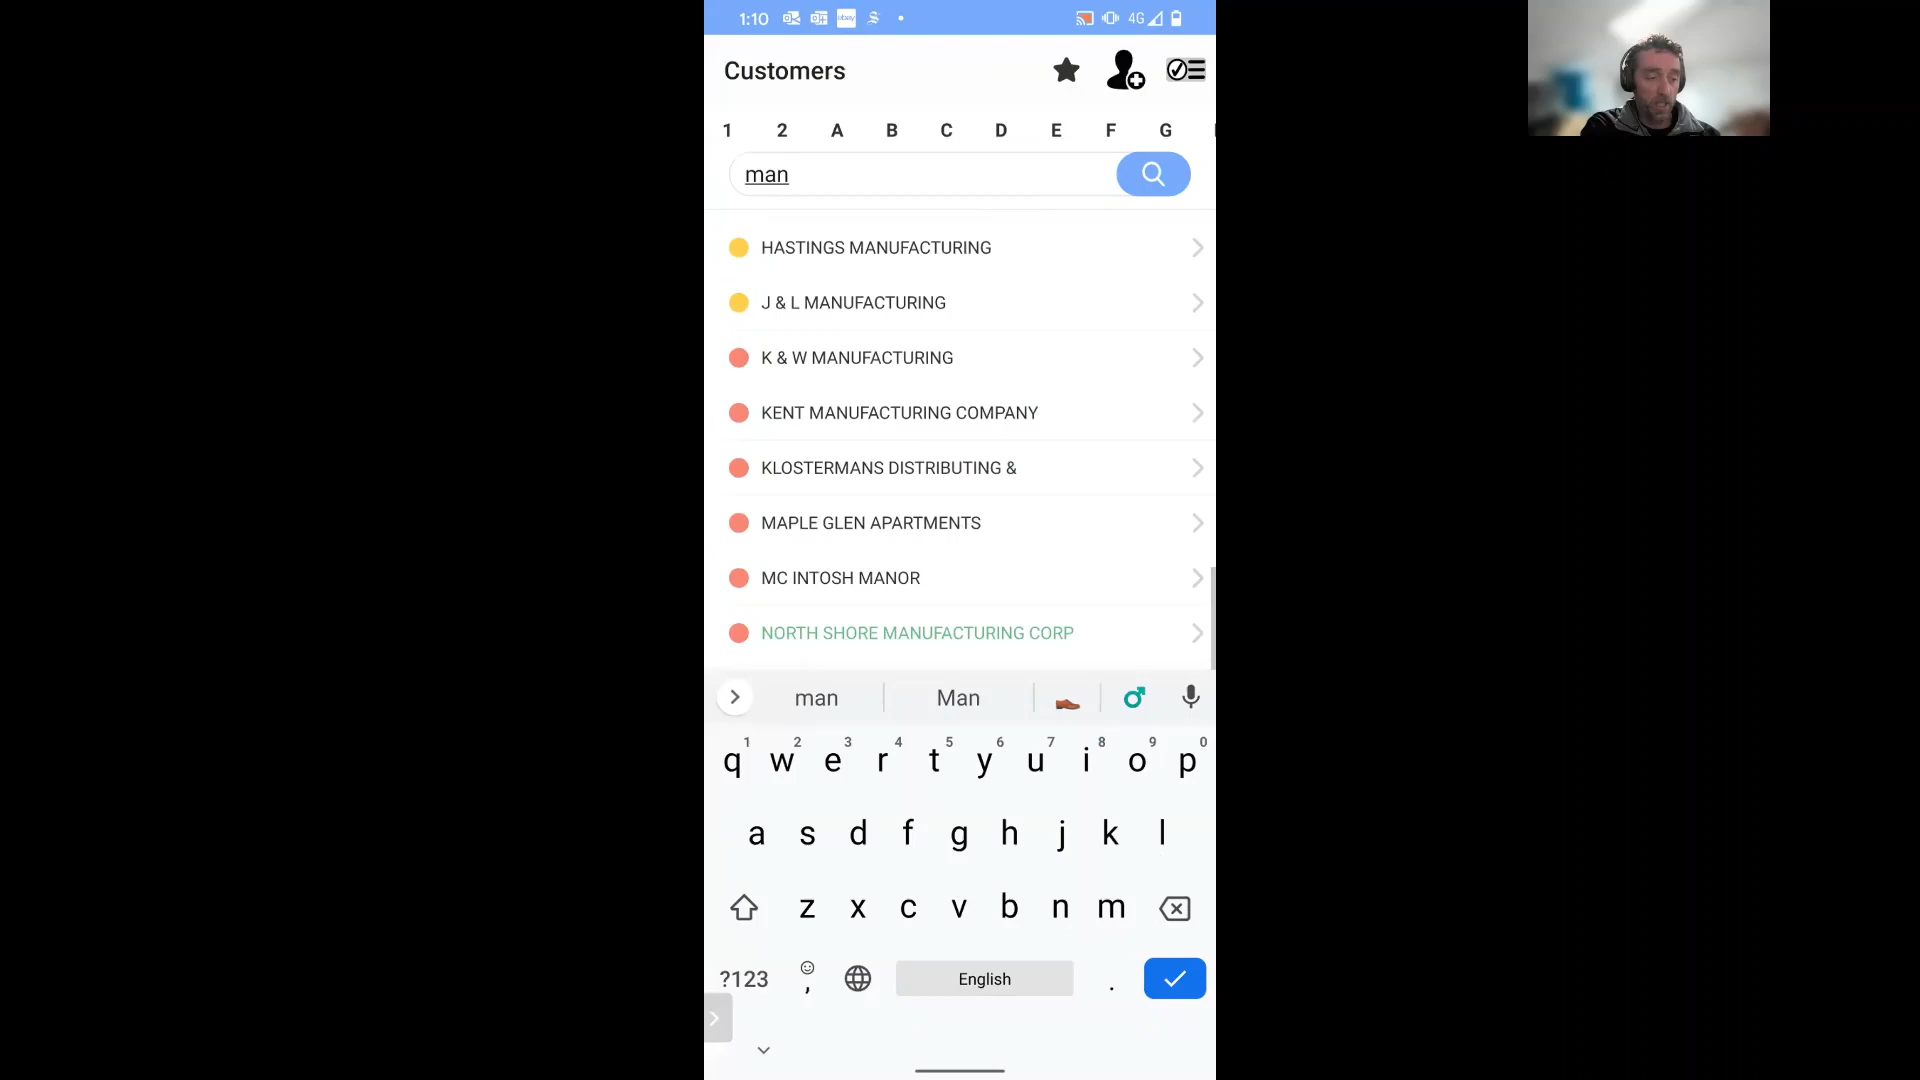 1:10 ebay 4G
Customers
1 2 A B C D E F G
man
HASTINGS MANUFACTURING
J & L MANUFACTURING
K & W MANUFACTURING
KENT MANUFACTURING COMPANY
KLOSTERMANS DISTRIBUTING &
MAPLE GLEN APARTMENTS
MC INTOSH MANOR
NORTH SHORE MANUFACTURING CORP
man Man
1 2 3 4 5 6 7 8 9 0
q w e r t y u i o p
a s d f g h j k l
z x c v b n m
?123 , English .